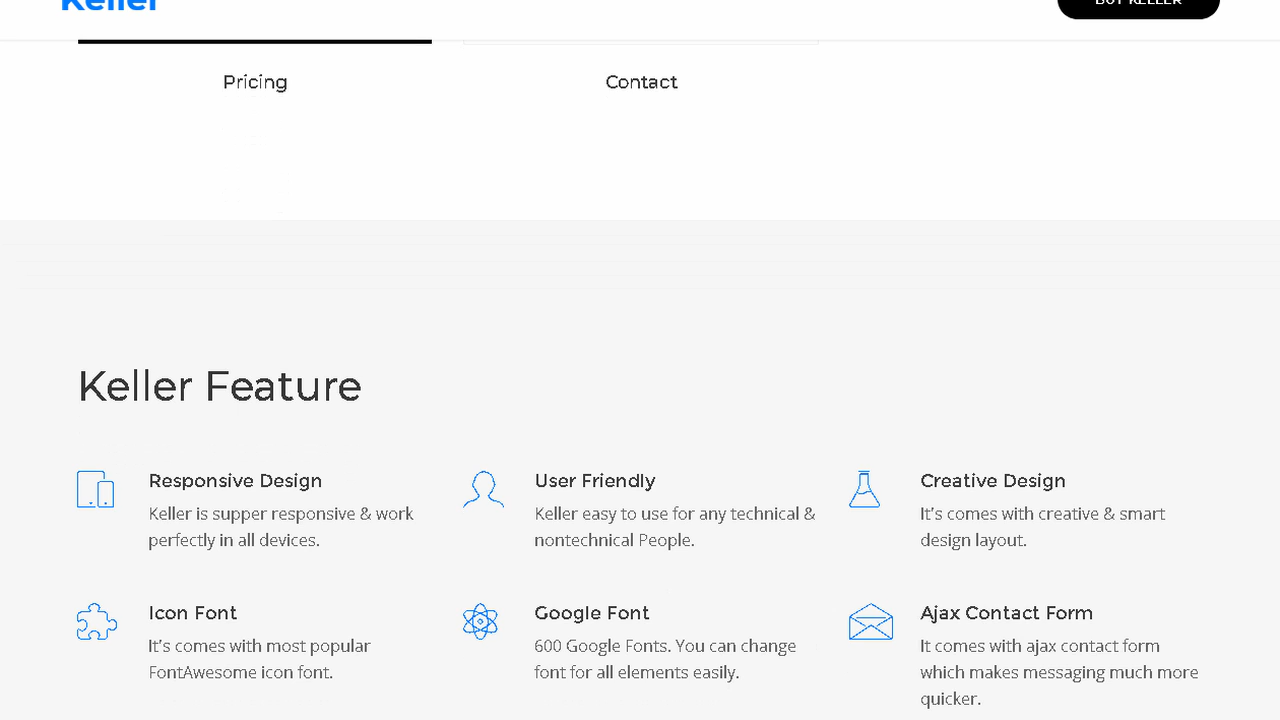 Keller
BUY KELLER
Pricing
Contact
Keller Feature
Responsive Design
Keller is supper responsive & work
perfectly in all devices.
User Friendly
Keller easy to use for any technical &
nontechnical People.
Creative Design
It’s comes with creative & smart
design layout.
Icon Font
It’s comes with most popular
FontAwesome icon font.
Google Font
600 Google Fonts. You can change
font for all elements easily.
Ajax Contact Form
It comes with ajax contact form
which makes messaging much more
quicker.